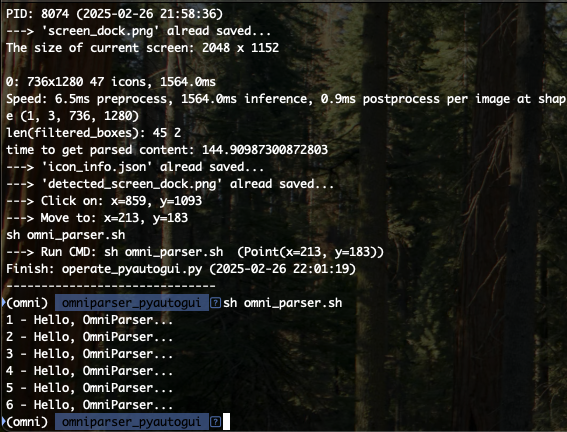 PID: 8074 (2025-02-26 21:58:36)
---> 'screen_dock.png' alread saved...
The size of current screen: 2048 x 1152
0: 736x1280 47 icons, 1564.0ms
Speed: 6.5ms preprocess, 1564.0ms inference, 0.9ms postprocess per image at shap
e (1, 3, 736, 1280)
len(filtered_boxes): 45 2
time to get parsed content: 144.90987300872803
---> 'icon_info.json' alread saved...
---> 'detected_screen_dock.png' alread saved...
---> Click on: x=859, y=1093
---> Move to: x=213, y=183
sh omni_parser.sh
---> Run CMD: sh omni_parser.sh  (Point(x=213, y=183))
Finish: operate_pyautogui.py (2025-02-26 22:01:19)
-------------------------------
(omni) omniparser_pyautogui ? sh omni_parser.sh
1 - Hello, OmniParser...
2 - Hello, OmniParser...
3 - Hello, OmniParser...
4 - Hello, OmniParser...
5 - Hello, OmniParser...
6 - Hello, OmniParser...
(omni) omniparser_pyautogui ?